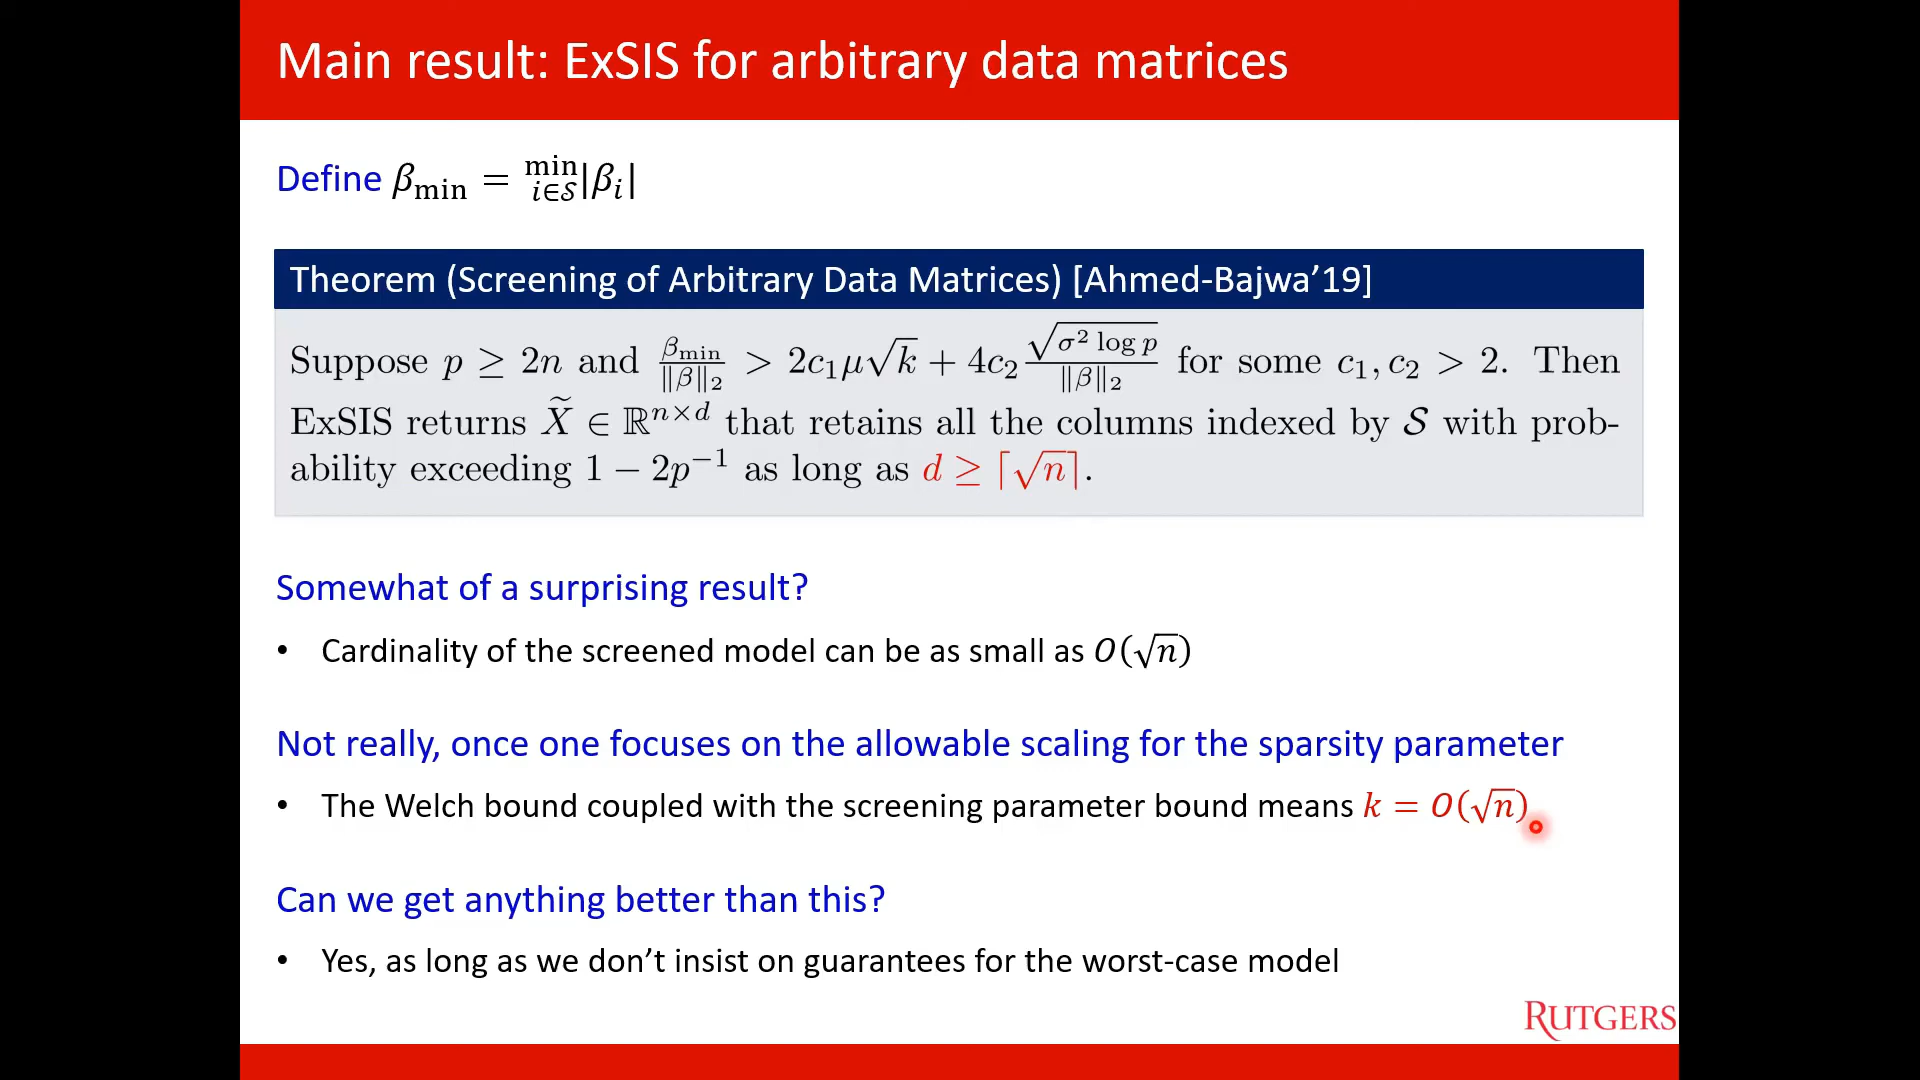 Main result: ExSIS for arbitrary data matrices
Define β_min = min_{i∈𝒮} |β_i|
Theorem (Screening of Arbitrary Data Matrices) [Ahmed-Bajwa’19]
Suppose p ≥ 2n and β_min/‖β‖₂ > 2c₁μ√k + 4c₂ √(σ² log p)/‖β‖₂ for some c₁, c₂ > 2. Then
ExSIS returns X̃ ∈ ℝ^{n×d} that retains all the columns indexed by 𝒮 with prob-
ability exceeding 1 − 2p⁻¹ as long as d ≥ ⌈√n⌉.
Somewhat of a surprising result?
• Cardinality of the screened model can be as small as O(√n)
Not really, once one focuses on the allowable scaling for the sparsity parameter
• The Welch bound coupled with the screening parameter bound means k = O(√n)
Can we get anything better than this?
• Yes, as long as we don’t insist on guarantees for the worst-case model
RUTGERS